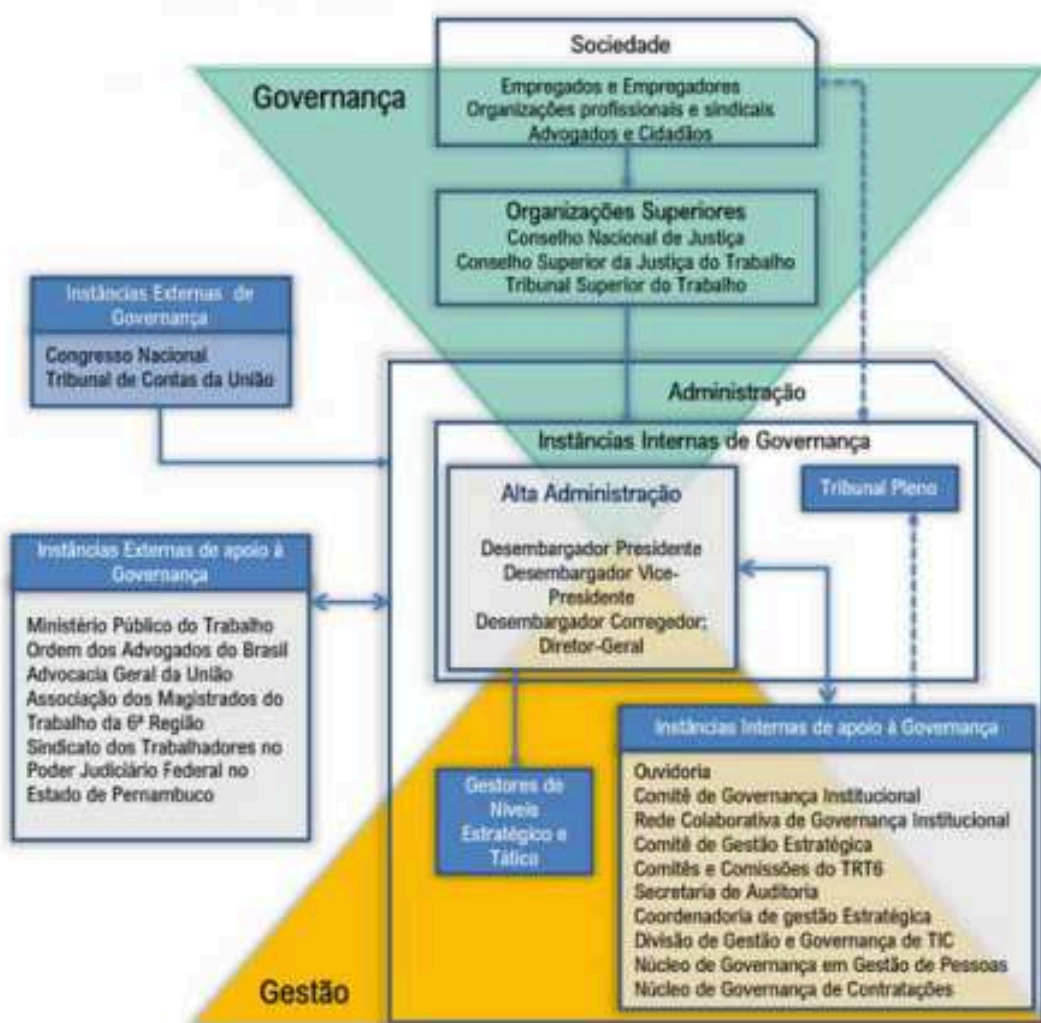 Sociedade
Governança
Empregados e Empregadores
Organizações profissionais e sindicais
Advogados e Cidadãos
Organizações Superiores
Conselho Nacional de Justiça
Conselho Superior da Justiça do Trabalho
Tribunal Superior do Trabalho
Instâncias Externas de
Governança
Congresso Nacional
Tribunal de Contas da União
Administração
Instâncias Internas de Governança
Alta Administração
Desembargador Presidente
Desembargador Vice-
Presidente
Desembargador Corregedor;
Diretor-Geral
Tribunal Pleno
Instâncias Externas de apoio à
Governança
Ministério Público do Trabalho
Ordem dos Advogados do Brasil
Advocacia Geral da União
Associação dos Magistrados do
Trabalho da 6ª Região
Sindicato dos Trabalhadores no
Poder Judiciário Federal no
Estado de Pernambuco
Gestores de
Níveis
Estratégico e
Tático
Instâncias Internas de apoio à Governança
Ouvidoria
Comitê de Governança Institucional
Rede Colaborativa de Governança Institucional
Comitê de Gestão Estratégica
Comitês e Comissões do TRT6
Secretaria de Auditoria
Coordenadoria de gestão Estratégica
Divisão de Gestão e Governança de TIC
Núcleo de Governança em Gestão de Pessoas
Núcleo de Governança de Contratações
Gestão